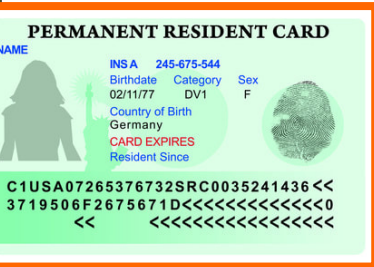 PERMANENT RESIDENT CARD
NAME
INS A 245-675-544
Birthdate Category Sex
02/11/77 DV1 F
Country of Birth
Germany
CARD EXPIRES
Resident Since
C1USA07265376732SRC0035241436<<
3719506F2675671D<<<<<<<<<<<<<0
<< <<<<<<<<<<<<<<<<